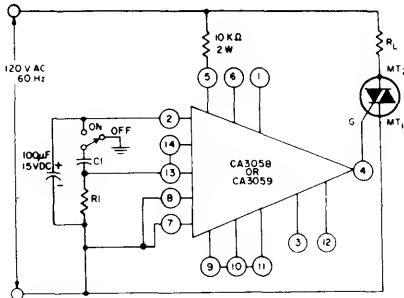 10 KΩ
2 W
R_L
MT2
120 V AC
60 Hz
5
6
1
G
MT1
ON
OFF
2
14
C1
13
CA3058
OR
CA3059
4
100μF
15VDC
+
-
R1
8
7
3
12
9
10
11